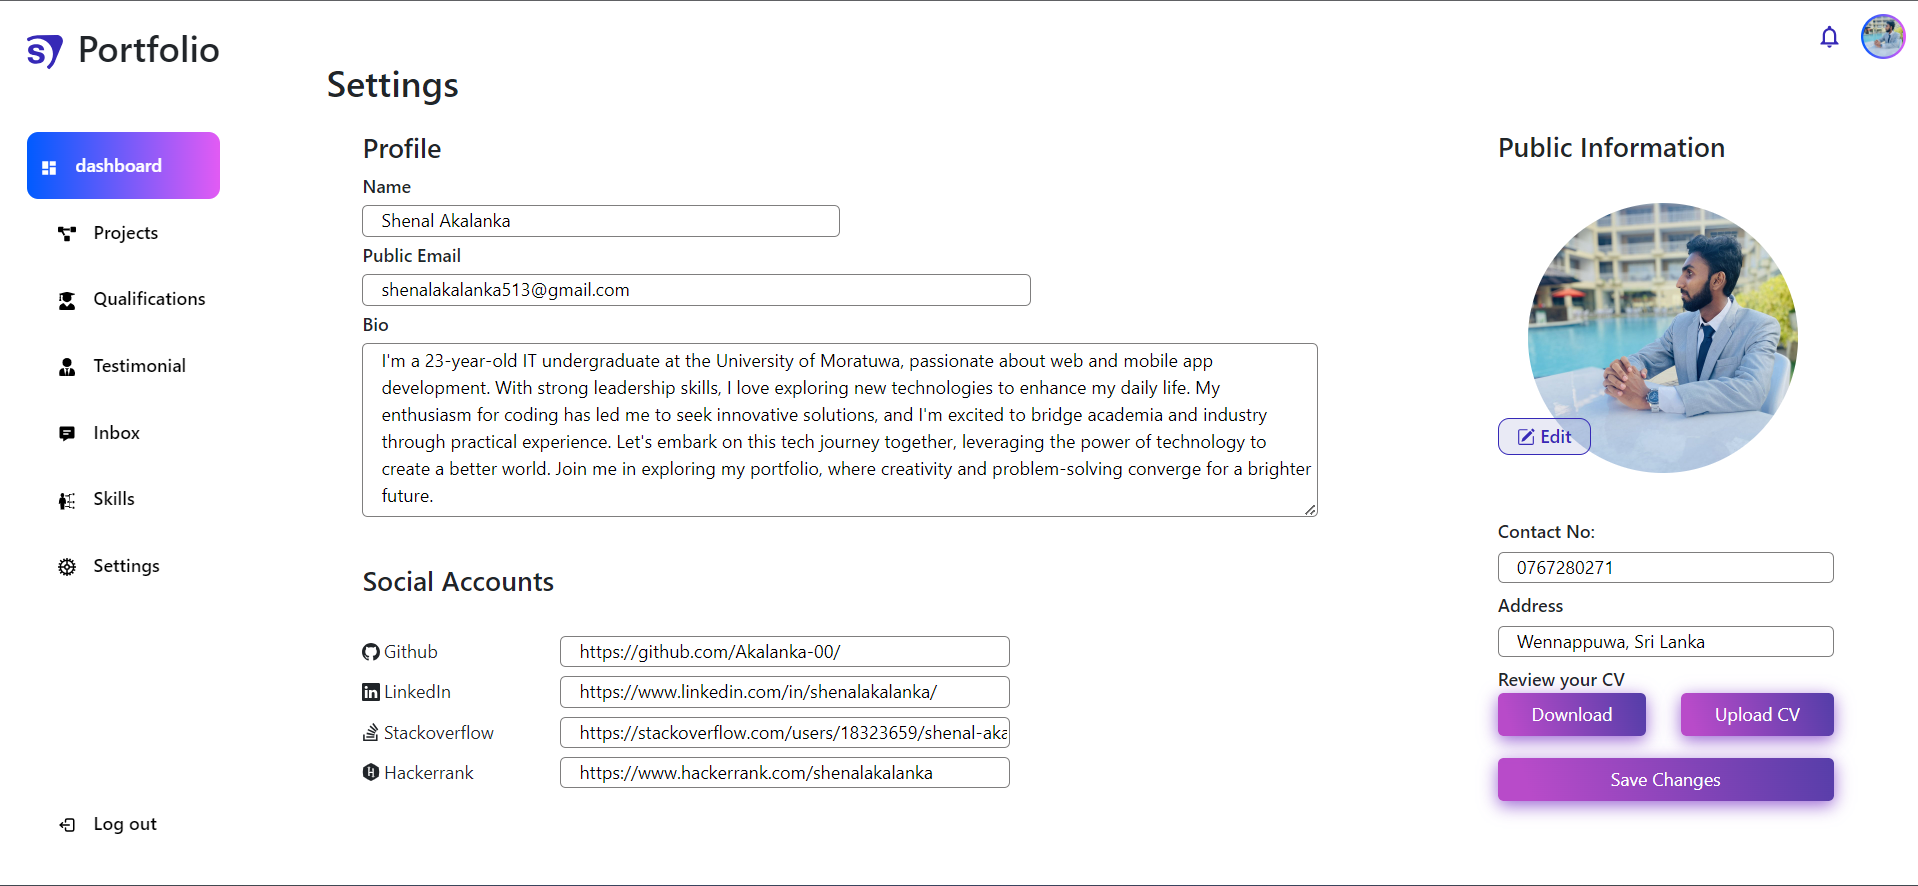 s7 Portfolio
Settings
dashboard
Projects
Qualifications
Testimonial
Inbox
Skills
Settings
Log out
Profile
Name
Shenal Akalanka
Public Email
shenalakalanka513@gmail.com
Bio
I'm a 23-year-old IT undergraduate at the University of Moratuwa, passionate about web and mobile app
development. With strong leadership skills, I love exploring new technologies to enhance my daily life. My
enthusiasm for coding has led me to seek innovative solutions, and I'm excited to bridge academia and industry
through practical experience. Let's embark on this tech journey together, leveraging the power of technology to
create a better world. Join me in exploring my portfolio, where creativity and problem-solving converge for a brighter
future.
Social Accounts
Github https://github.com/Akalanka-00/
LinkedIn https://www.linkedin.com/in/shenalakalanka/
Stackoverflow https://stackoverflow.com/users/18323659/shenal-aka
Hackerrank https://www.hackerrank.com/shenalakalanka
Public Information
Edit
Contact No:
0767280271
Address
Wennappuwa, Sri Lanka
Review your CV
Download Upload CV
Save Changes